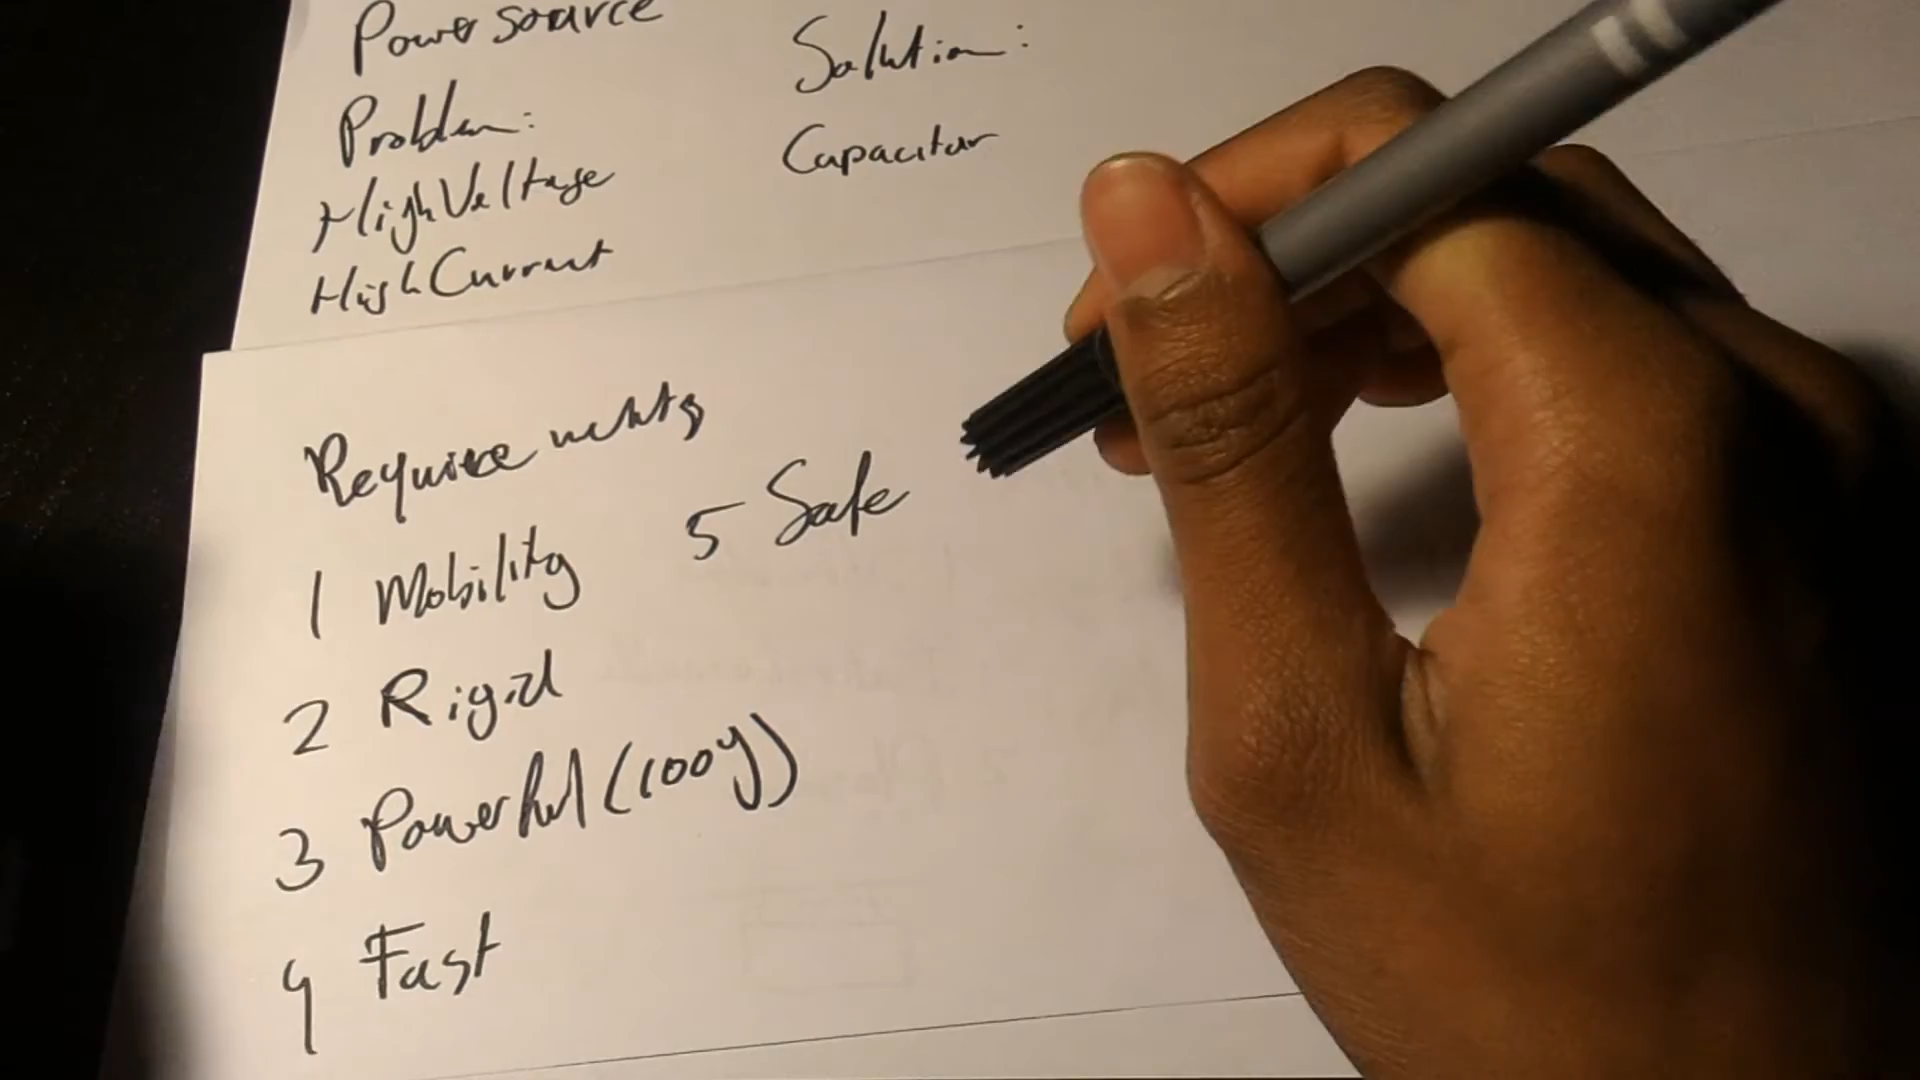 Power source
Problem:
High Voltage
High Current
Solution:
Capacitor
Requirements
1 Mobility
2 Rigid
3 Powerful (100y)
4 Fast
5 Safe